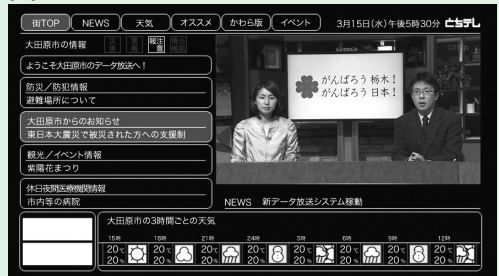 街TOP NEWS 天気 オススメ かわら版 イベント 3月15日(水)午後5時30分 とちテレ
大田原市の情報 注意報
ようこそ大田原市のデータ放送へ!
防災/防犯情報
避難場所について
大田原市からのお知らせ
東日本大震災で被災された方への支援制
観光/イベント情報
紫陽花まつり
休日夜間医療機関情報
市内等の病院
がんばろう 栃木!
がんばろう 日本!
NEWS 新データ放送システム稼動
大田原市の3時間ごとの天気
15時 18時 21時 24時 3時 6時 9時 12時
20℃ 20℃ 20℃ 20℃ 20℃ 20℃ 20℃ 20℃
20% 20% 20% 20% 20% 20% 20% 20%